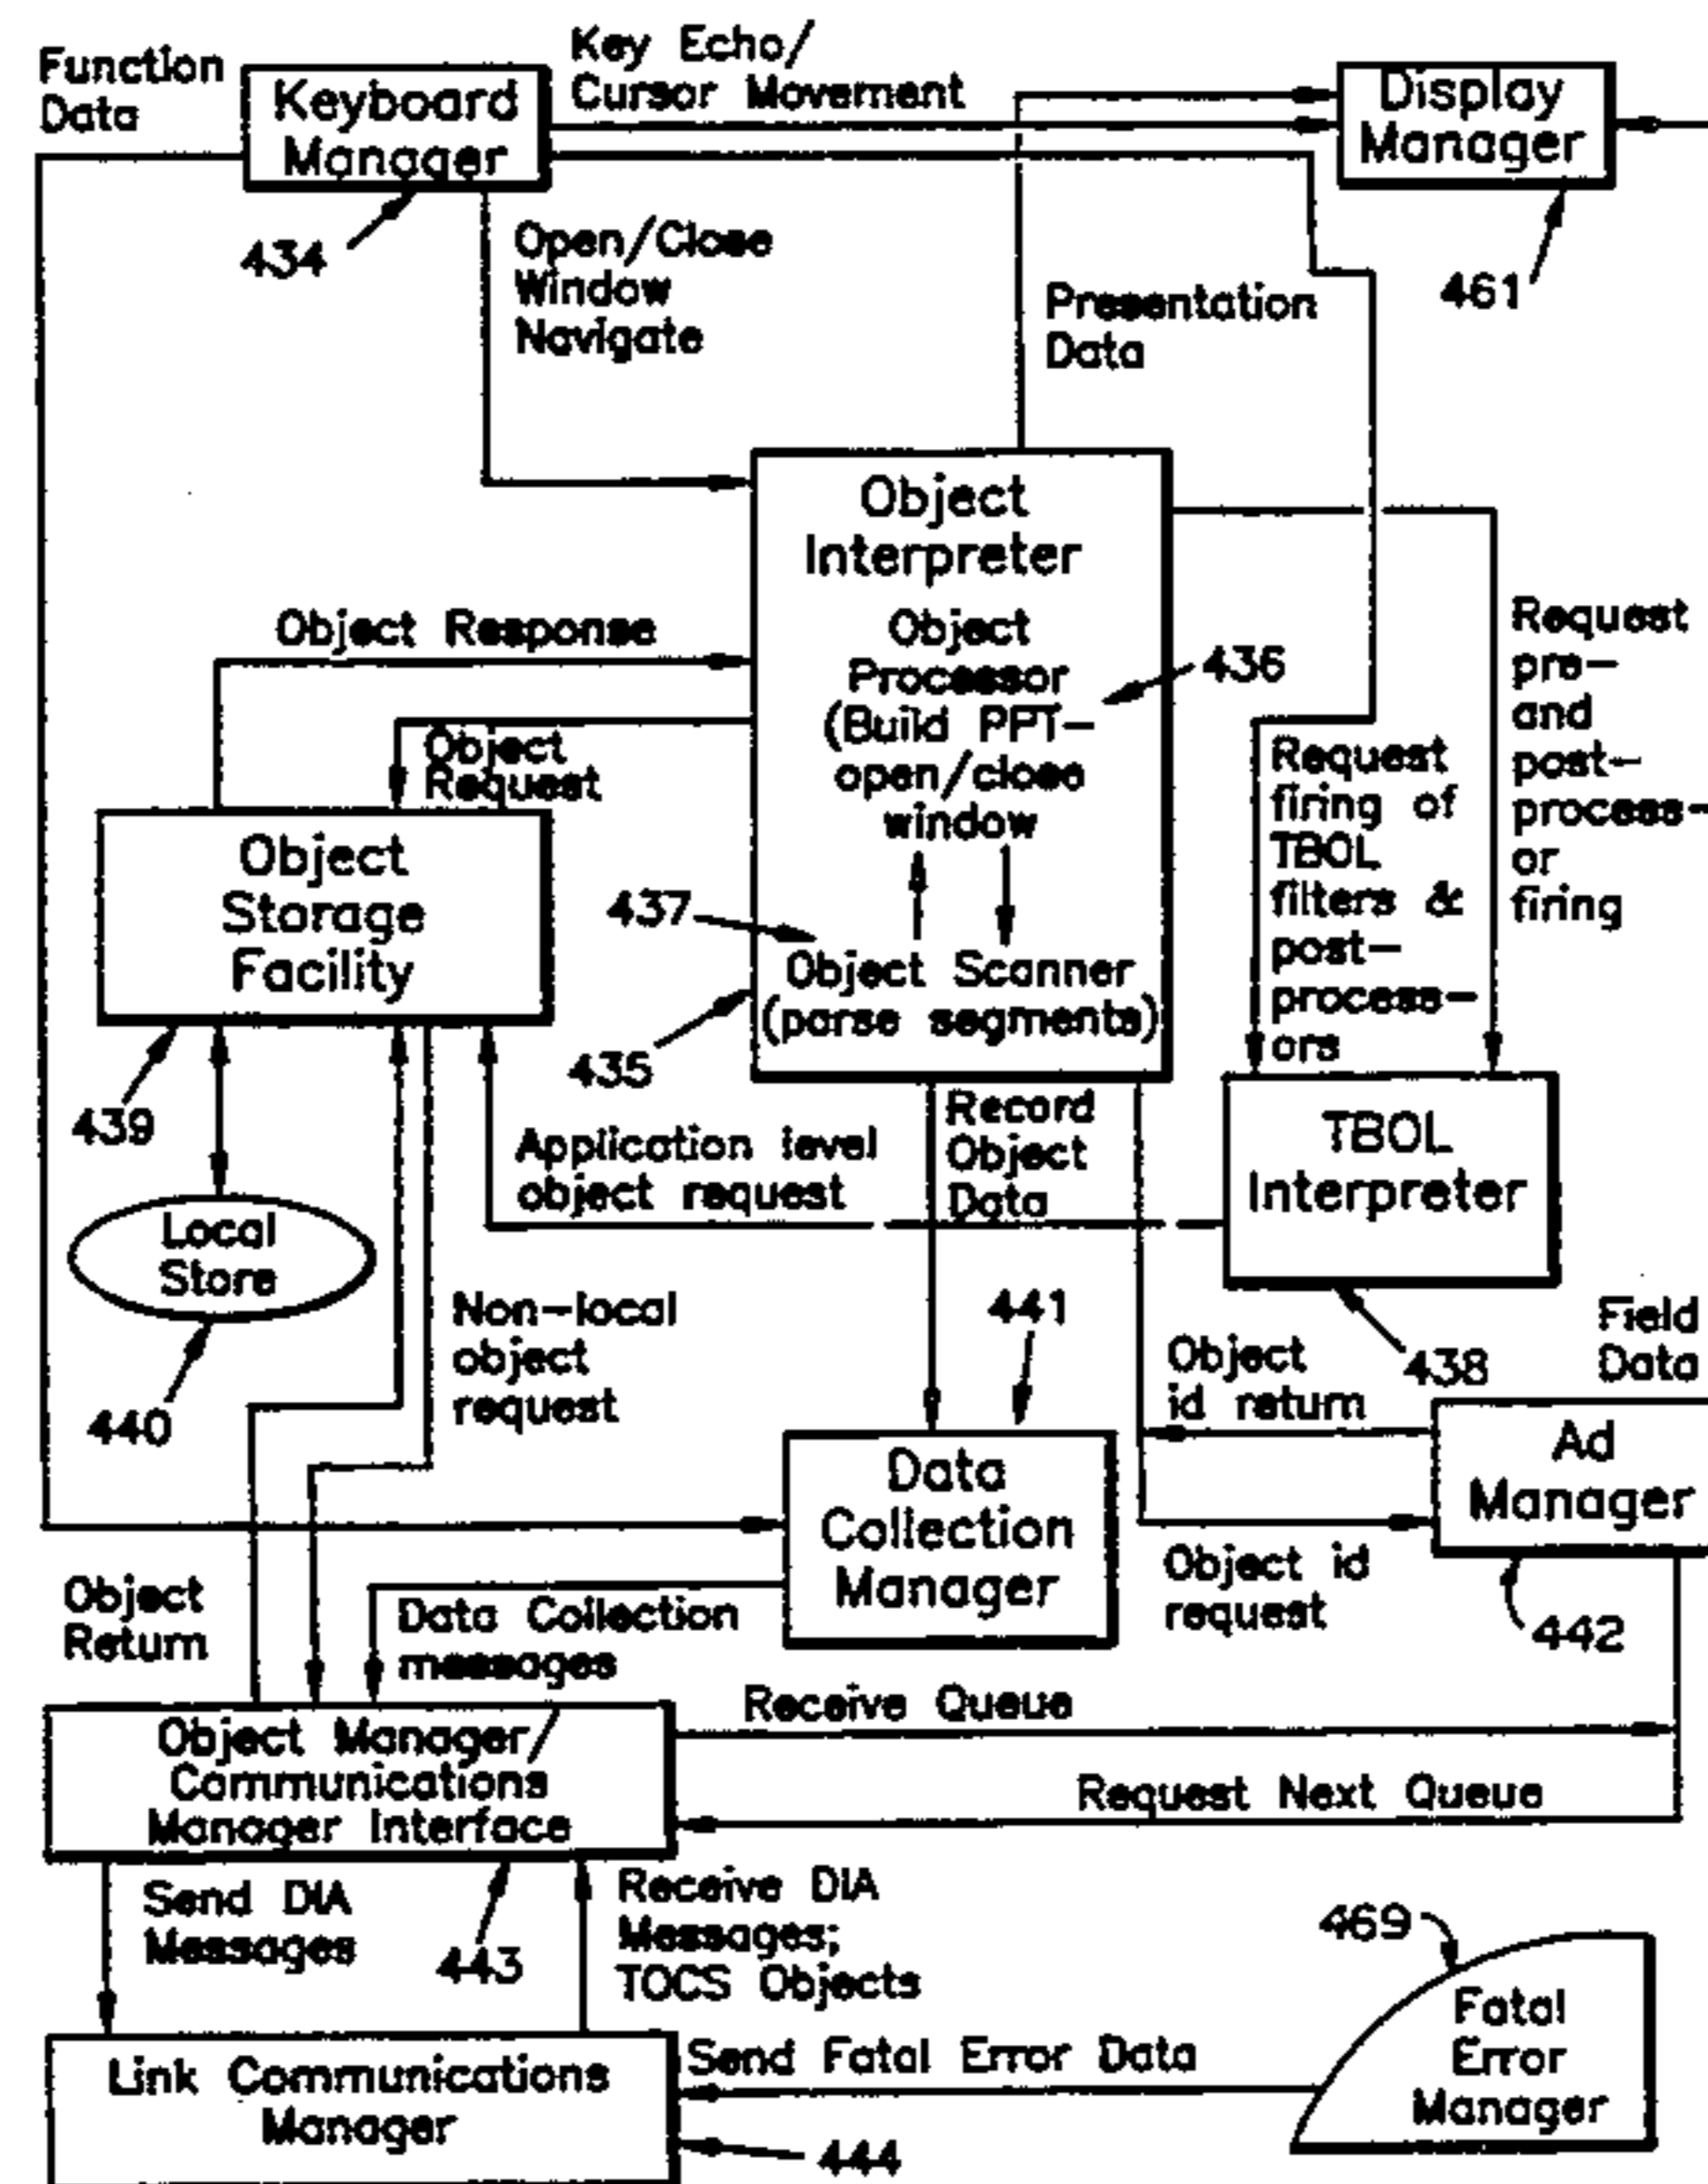 Function
Data
Keyboard
Manager
434
Key Echo/
Cursor Movement
Display
Manager
461
Open/Close
Window
Navigate
Presentation
Data
Object
Interpreter
Object
Processor
(Build PPT-
open/close
window
436
437
Object Scanner
(parse segments)
435
Object Response
Object
Request
Object
Storage
Facility
439
Local
Store
440
Request
firing of
TBOL
filters &
post-
process-
ors
Request
pre-
and
post-
process-
or
firing
TBOL
Interpreter
438
Application level
object request
Record
Object
Data
Non-local
object
request
441
Data
Collection
Manager
Object
id return
Object id
request
Field
Data
Ad
Manager
442
Object
Return
Data Collection
messages
Object Manager/
Communications
Manager Interface
443
Receive Queue
Request Next Queue
Send DIA
Messages
Receive DIA
Messages;
TOCS Objects
Link Communications
Manager
444
Send Fatal Error Data
469
Fatal
Error
Manager